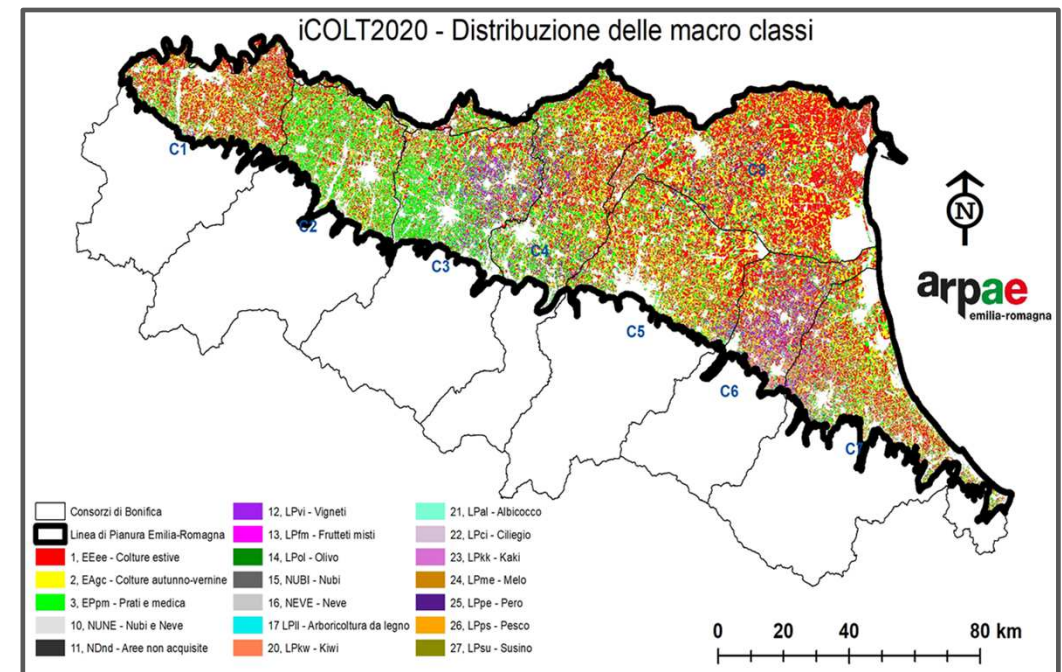 iCOLT2020 - Distribuzione delle macro classi
C1
C2
C3
C4
C5
C6
C7
C8
N
arpae
emilia-romagna
Consorzi di Bonifica
Linea di Pianura Emilia-Romagna
1, EEee - Colture estive
2, EAgc - Colture autunno-vernine
3, EPpm - Prati e medica
10, NUNE - Nubi e Neve
11, NDnd - Aree non acquisite
12, LPvi - Vigneti
13, LPfm - Frutteti misti
14, LPol - Olivo
15, NUBI - Nubi
16, NEVE - Neve
17 LPll - Arboricoltura da legno
20, LPkw - Kiwi
21, LPal - Albicocco
22, LPci - Ciliegio
23, LPkk - Kaki
24, LPme - Melo
25, LPpe - Pero
26, LPps - Pesco
27, LPsu - Susino
0 20 40 80 km